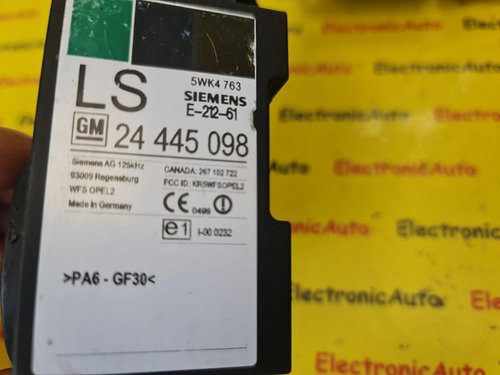 5WK4 763
LS
SIEMENS
E-212-61
GM 24 445 098
Siemens AG 125kHz
93009 Regensburg
WFS OPEL2
Made in Germany
CANADA: 267 102 722
FCC ID: KR5WFSOPEL2
CE 0499
e1 I-00 0232
>PA6 - GF30<
ElectronicAuto
ElectronicAuto
ElectronicAuto
ElectronicAuto
ElectronicAuto
ElectronicAuto